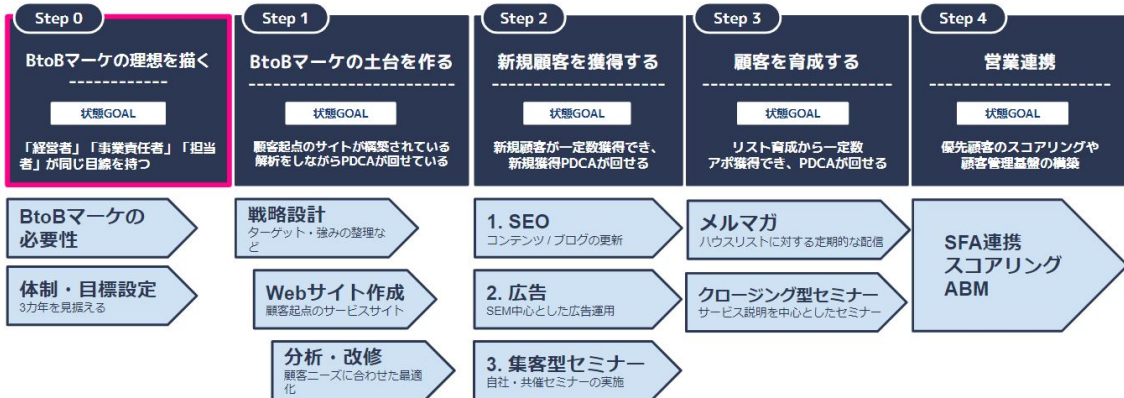 Step 0
BtoBマーケの理想を描く
状態GOAL
「経営者」「事業責任者」「担当
者」が同じ目線を持つ
BtoBマーケの
必要性
体制・目標設定
3カ年を見据える
Step 1
BtoBマーケの土台を作る
状態GOAL
顧客起点のサイトが構築されている
解析をしながらPDCAが回せている
戦略設計
ターゲット・強みの整理な
ど
Webサイト作成
顧客起点のサービスサイト
分析・改修
顧客ニーズに合わせた最適
化
Step 2
新規顧客を獲得する
状態GOAL
新規顧客が一定数獲得でき、
新規獲得PDCAが回せる
1. SEO
コンテンツ / ブログの更新
2. 広告
SEM中心とした広告運用
3. 集客型セミナー
自社・共催セミナーの実施
Step 3
顧客を育成する
状態GOAL
リスト育成から一定数
アポ獲得でき、PDCAが回せる
メルマガ
ハウスリストに対する定期的な配信
クロージング型セミナー
サービス説明を中心としたセミナー
Step 4
営業連携
状態GOAL
優先顧客のスコアリングや
顧客管理基盤の構築
SFA連携
スコアリング
ABM